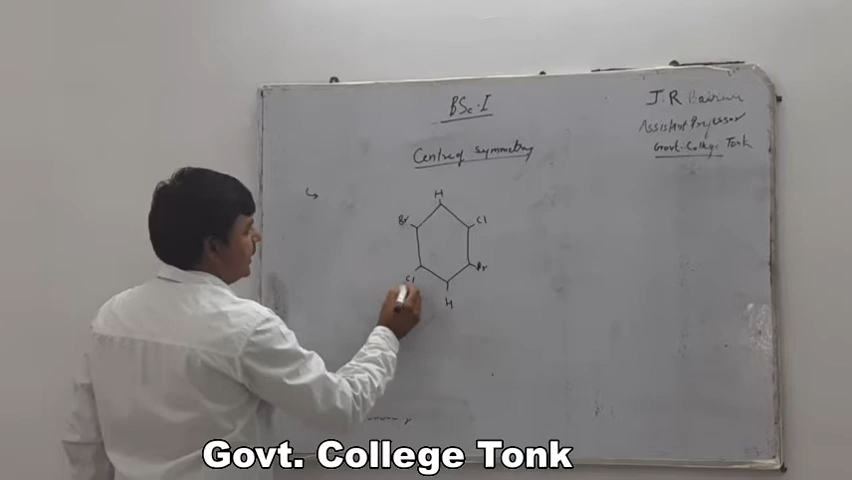 BSc-I
J.R Bairwa
Assistant Professor
Govt. College Tonk
Centre of symmetry
H
Br
Cl
Cl
Br
H
Govt. College Tonk